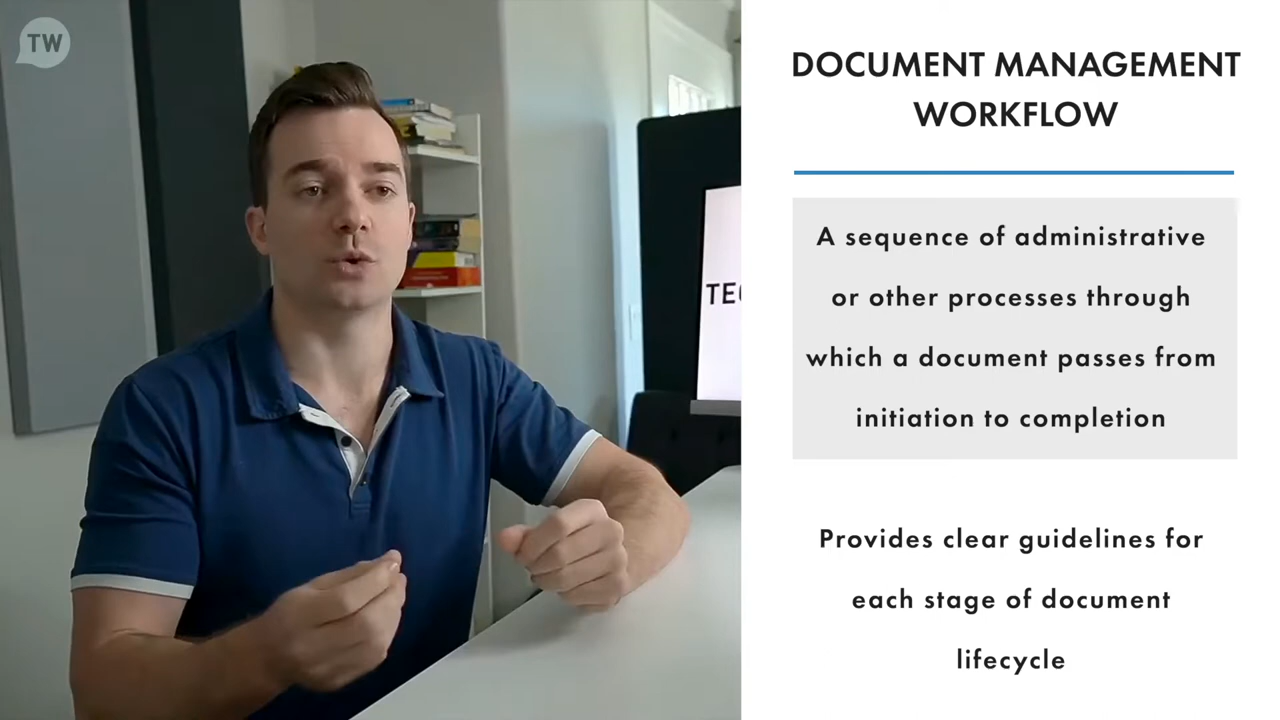 TW
DOCUMENT MANAGEMENT
WORKFLOW
A sequence of administrative
or other processes through
which a document passes from
initiation to completion
Provides clear guidelines for
each stage of document
lifecycle